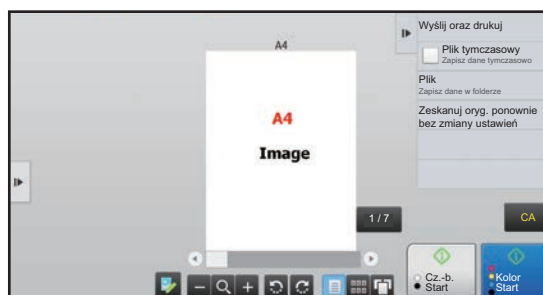 A4
A4
Image
1 / 7
Wyślij oraz drukuj
Plik tymczasowy
Zapisz dane tymczasowo
Plik
Zapisz dane w folderze
Zeskanuj oryg. ponownie
bez zmiany ustawień
CA
Cz.-b.
Start
Kolor
Start